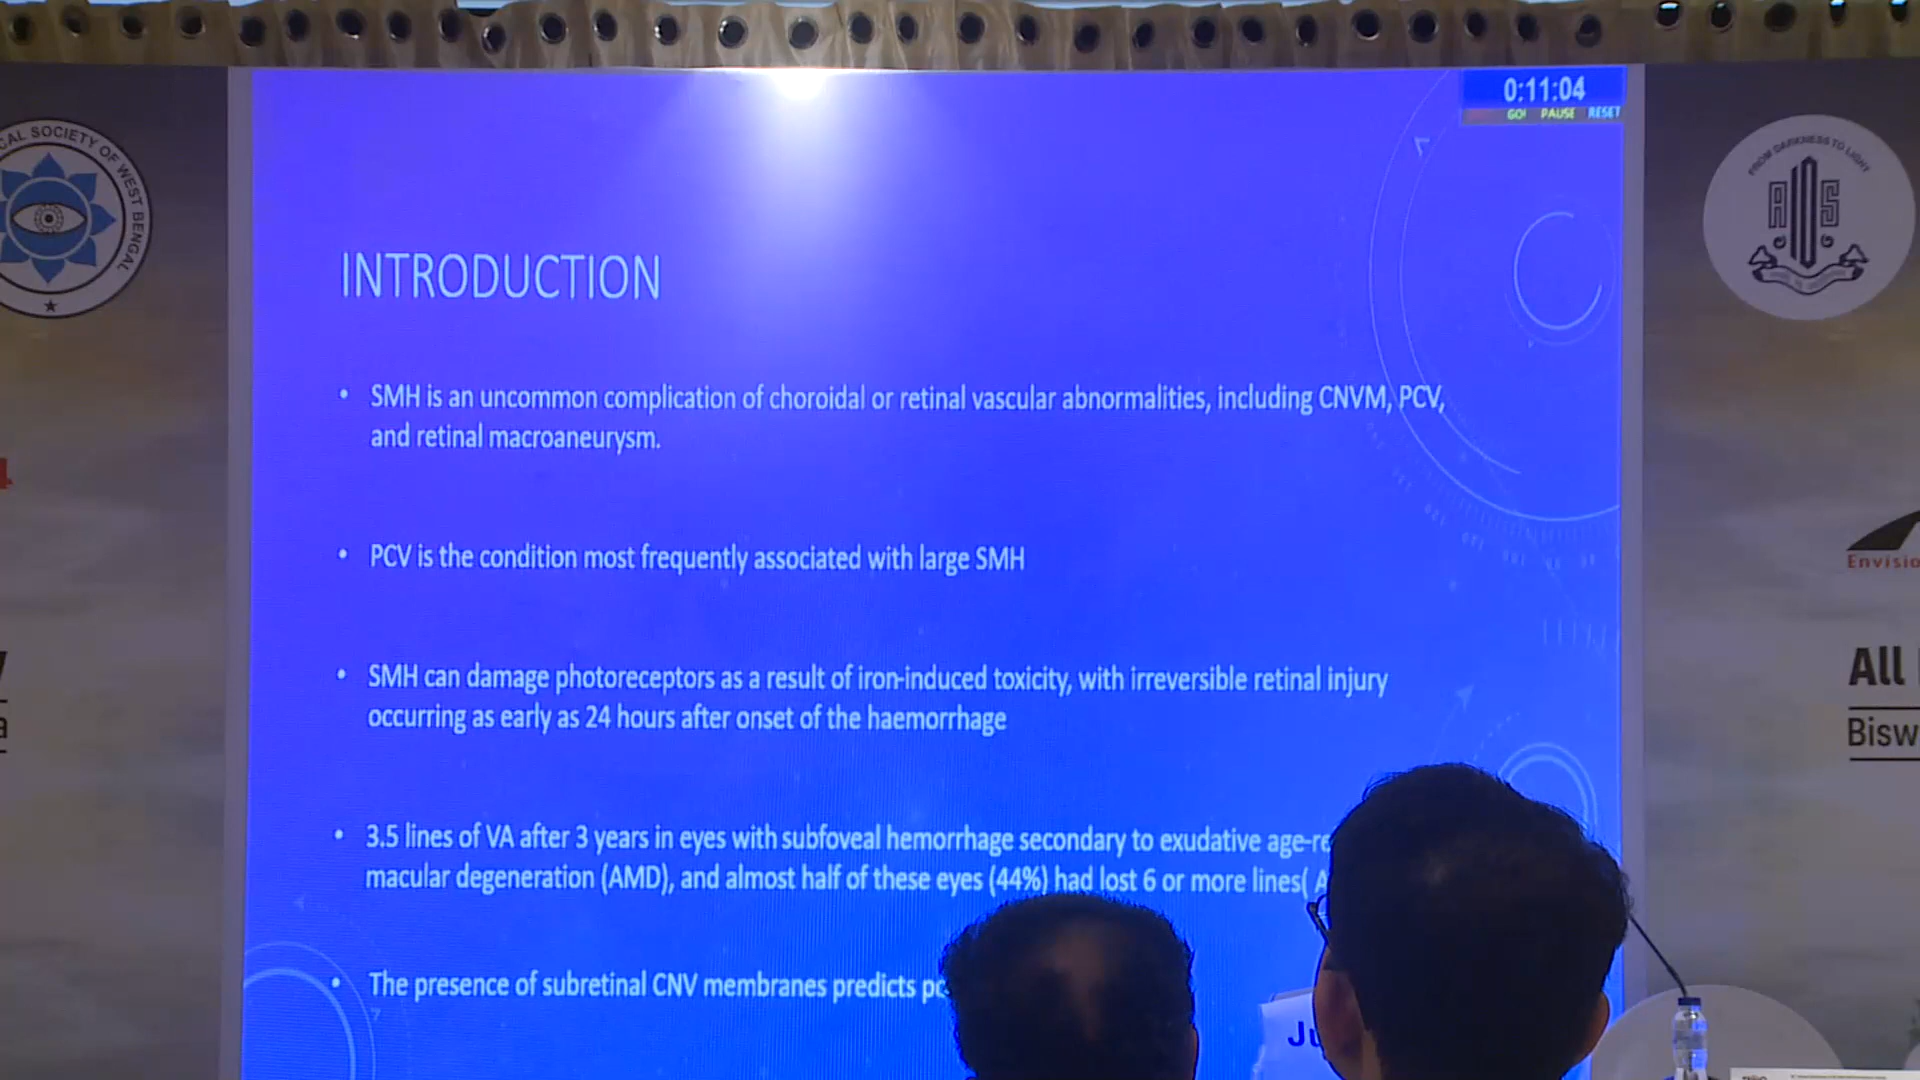 0:11:04
GO! PAUSE RESET
CAL SOCIETY OF WEST BENGAL
FROM DARKNESS TO LIGHT
AIIS
INTRODUCTION
• SMH is an uncommon complication of choroidal or retinal vascular abnormalities, including CNVM, PCV,
and retinal macroaneurysm.
• PCV is the condition most frequently associated with large SMH
• SMH can damage photoreceptors as a result of iron-induced toxicity, with irreversible retinal injury
occurring as early as 24 hours after onset of the haemorrhage
• 3.5 lines of VA after 3 years in eyes with subfoveal hemorrhage secondary to exudative age-re
macular degeneration (AMD), and almost half of these eyes (44%) had lost 6 or more lines( A
• The presence of subretinal CNV membranes predicts po
Envisio
All
Bisw
Ju